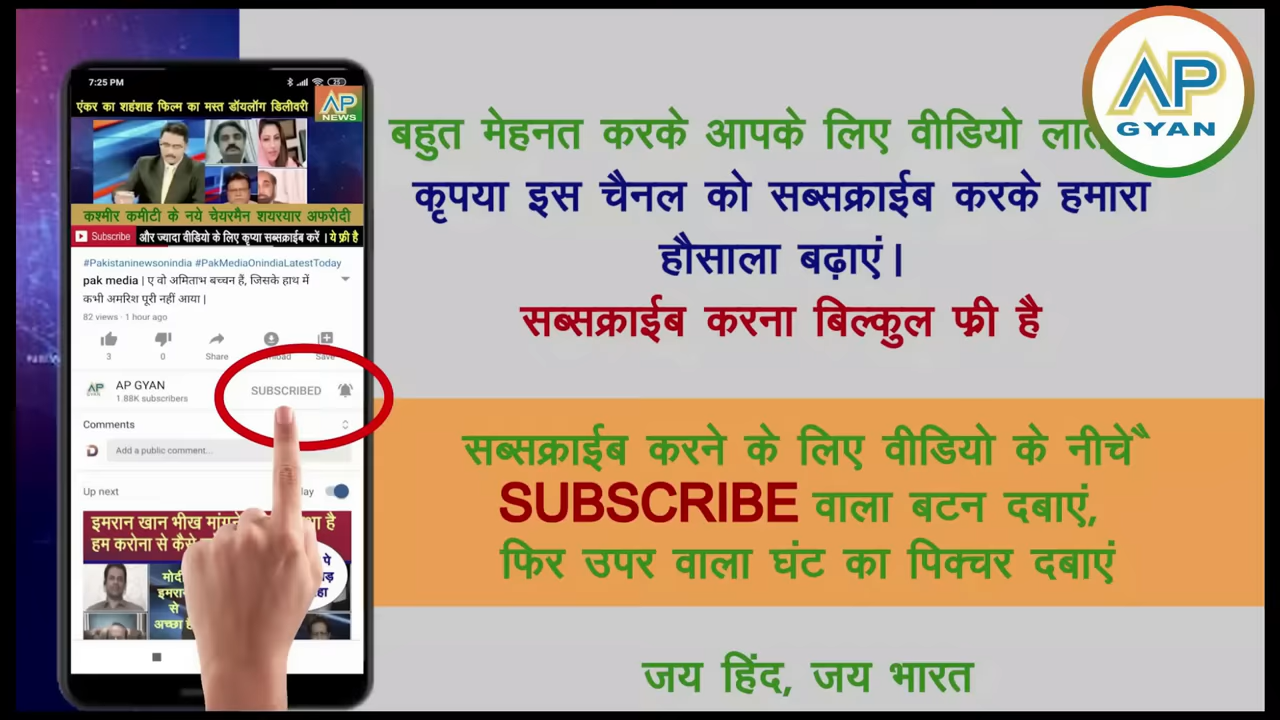 7:25 PM
25
एंकर का शहंशाह फिल्म का मस्त डॉयलॉग डिलीवरी
AP
NEWS
कश्मीर कमीटी के नये चेयरमैन शयरयार अफरीदी
Subscribe और ज्यादा वीडियो के लिए कृप्या सब्सक्राईब करें । ये फ्री है
#Pakistaninewsonindia #PakMediaOnindiaLatestToday
pak media | ए वो अमिताभ बच्चन हैं, जिसके हाथ में
कभी अमरिश पूरी नहीं आया |
82 views · 1 hour ago
3 0 Share Save
AP GYAN
GYAN
1.88K subscribers
SUBSCRIBED
Comments
Add a public comment...
Up next
इमरान खान भीख है
हम करोना से
मोदी
से
अच्छा
AP
GYAN
बहुत मेहनत करके आपके लिए वीडियो
कृपया इस चैनल को सब्सक्राईब करके हमारा
हौसाला बढ़ाएं।
सब्सक्राईब करना बिल्कुल फ्री है
सब्सक्राईब करने के लिए वीडियो के नीचे"
SUBSCRIBE वाला बटन दबाएं,
फिर उपर वाला घंट का पिक्चर दबाएं
जय हिंद, जय भारत